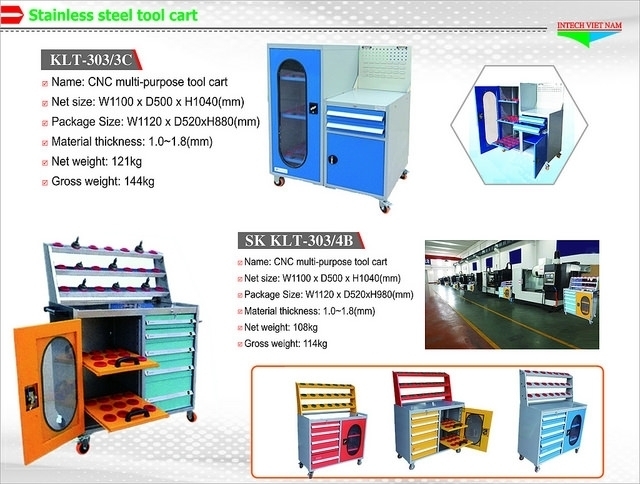 Stainless steel tool cart
INTECH VIET NAM
KLT-303/3C
Name: CNC multi-purpose tool cart
Net size: W1100 x D500 x H1040(mm)
Package Size: W1120 x D520xH880(mm)
Material thickness: 1.0~1.8(mm)
Net weight: 121kg
Gross weight: 144kg
SK KLT-303/4B
Name: CNC multi-purpose tool cart
Net size: W1100 x D500 x H1040(mm)
Package Size: W1120 x D520xH980(mm)
Material thickness: 1.0~1.8(mm)
Net weight: 108kg
Gross weight: 114kg